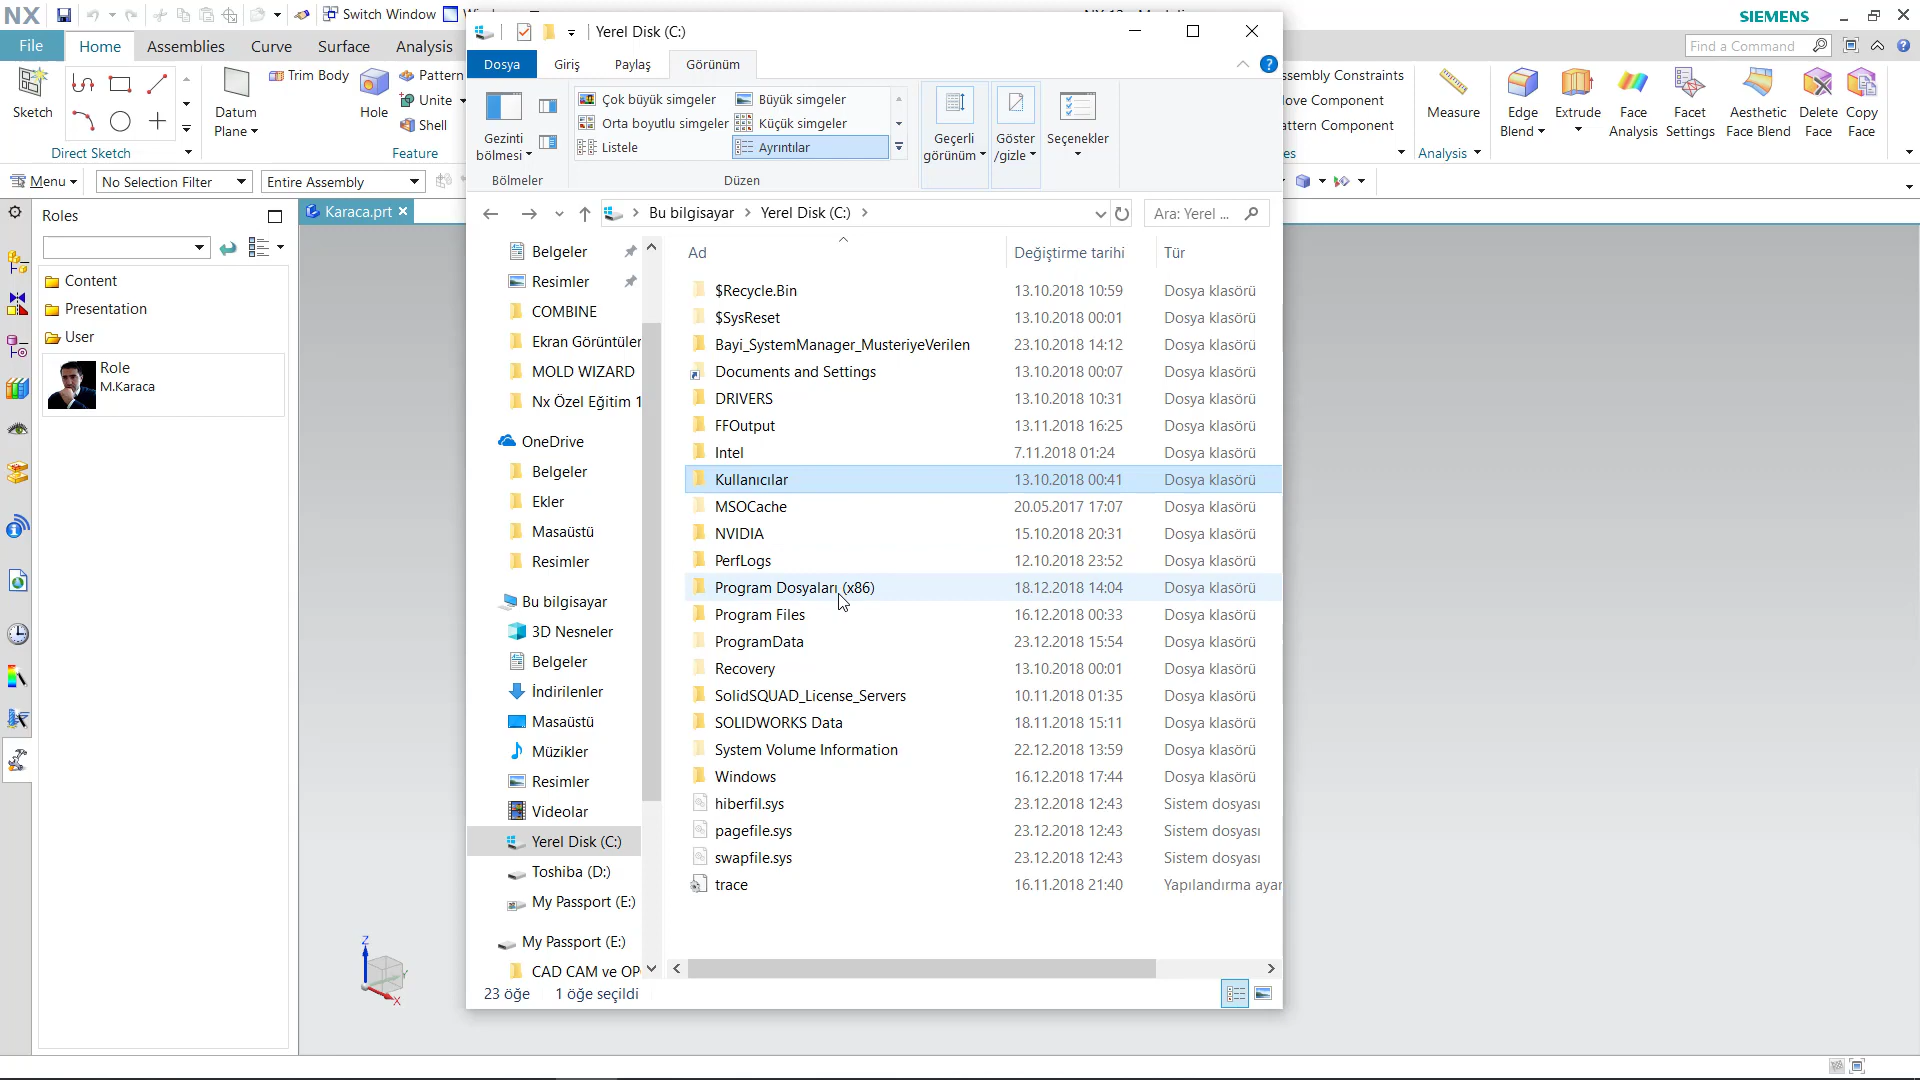 NX
Switch Window
SIEMENS
File
Home
Assemblies
Curve
Surface
Analysis
Find a Command
Sketch
Direct Sketch
Datum
Plane
Trim Body
Hole
Pattern
Unite
Shell
Feature
ssembly Constraints
ove Component
attern Component
es
Measure
Analysis
Edge
Blend
Extrude
Face
Analysis
Facet
Settings
Aesthetic
Face Blend
Delete
Face
Copy
Face
Menu
No Selection Filter
Entire Assembly
Roles
Content
Presentation
User
Role
M.Karaca
Karaca.prt
Z
Y
X
Yerel Disk (C:)
Dosya
Giriş
Paylaş
Görünüm
Gezinti
bölmesi
Bölmeler
Çok büyük simgeler
Büyük simgeler
Orta boyutlu simgeler
Küçük simgeler
Listele
Ayrıntılar
Düzen
Geçerli
görünüm
Göster
/gizle
Seçenekler
Bu bilgisayar
Yerel Disk (C:)
Ara: Yerel ...
Belgeler
Resimler
COMBINE
Ekran Görüntüler
MOLD WIZARD
Nx Özel Eğitim 1
OneDrive
Belgeler
Ekler
Masaüstü
Resimler
Bu bilgisayar
3D Nesneler
Belgeler
İndirilenler
Masaüstü
Müzikler
Resimler
Videolar
Yerel Disk (C:)
Toshiba (D:)
My Passport (E:)
My Passport (E:)
CAD CAM ve OP
Ad Değiştirme tarihi Tür
$Recycle.Bin 13.10.2018 10:59 Dosya klasörü
$SysReset 13.10.2018 00:01 Dosya klasörü
Bayi_SystemManager_MusteriyeVerilen 23.10.2018 14:12 Dosya klasörü
Documents and Settings 13.10.2018 00:07 Dosya klasörü
DRIVERS 13.10.2018 10:31 Dosya klasörü
FFOutput 13.11.2018 16:25 Dosya klasörü
Intel 7.11.2018 01:24 Dosya klasörü
Kullanıcılar 13.10.2018 00:41 Dosya klasörü
MSOCache 20.05.2017 17:07 Dosya klasörü
NVIDIA 15.10.2018 20:31 Dosya klasörü
PerfLogs 12.10.2018 23:52 Dosya klasörü
Program Dosyaları (x86) 18.12.2018 14:04 Dosya klasörü
Program Files 16.12.2018 00:33 Dosya klasörü
ProgramData 23.12.2018 15:54 Dosya klasörü
Recovery 13.10.2018 00:01 Dosya klasörü
SolidSQUAD_License_Servers 10.11.2018 01:35 Dosya klasörü
SOLIDWORKS Data 18.11.2018 15:11 Dosya klasörü
System Volume Information 22.12.2018 13:59 Dosya klasörü
Windows 16.12.2018 17:44 Dosya klasörü
hiberfil.sys 23.12.2018 12:43 Sistem dosyası
pagefile.sys 23.12.2018 12:43 Sistem dosyası
swapfile.sys 23.12.2018 12:43 Sistem dosyası
trace 16.11.2018 21:40 Yapılandırma ayar
23 öğe 1 öğe seçildi